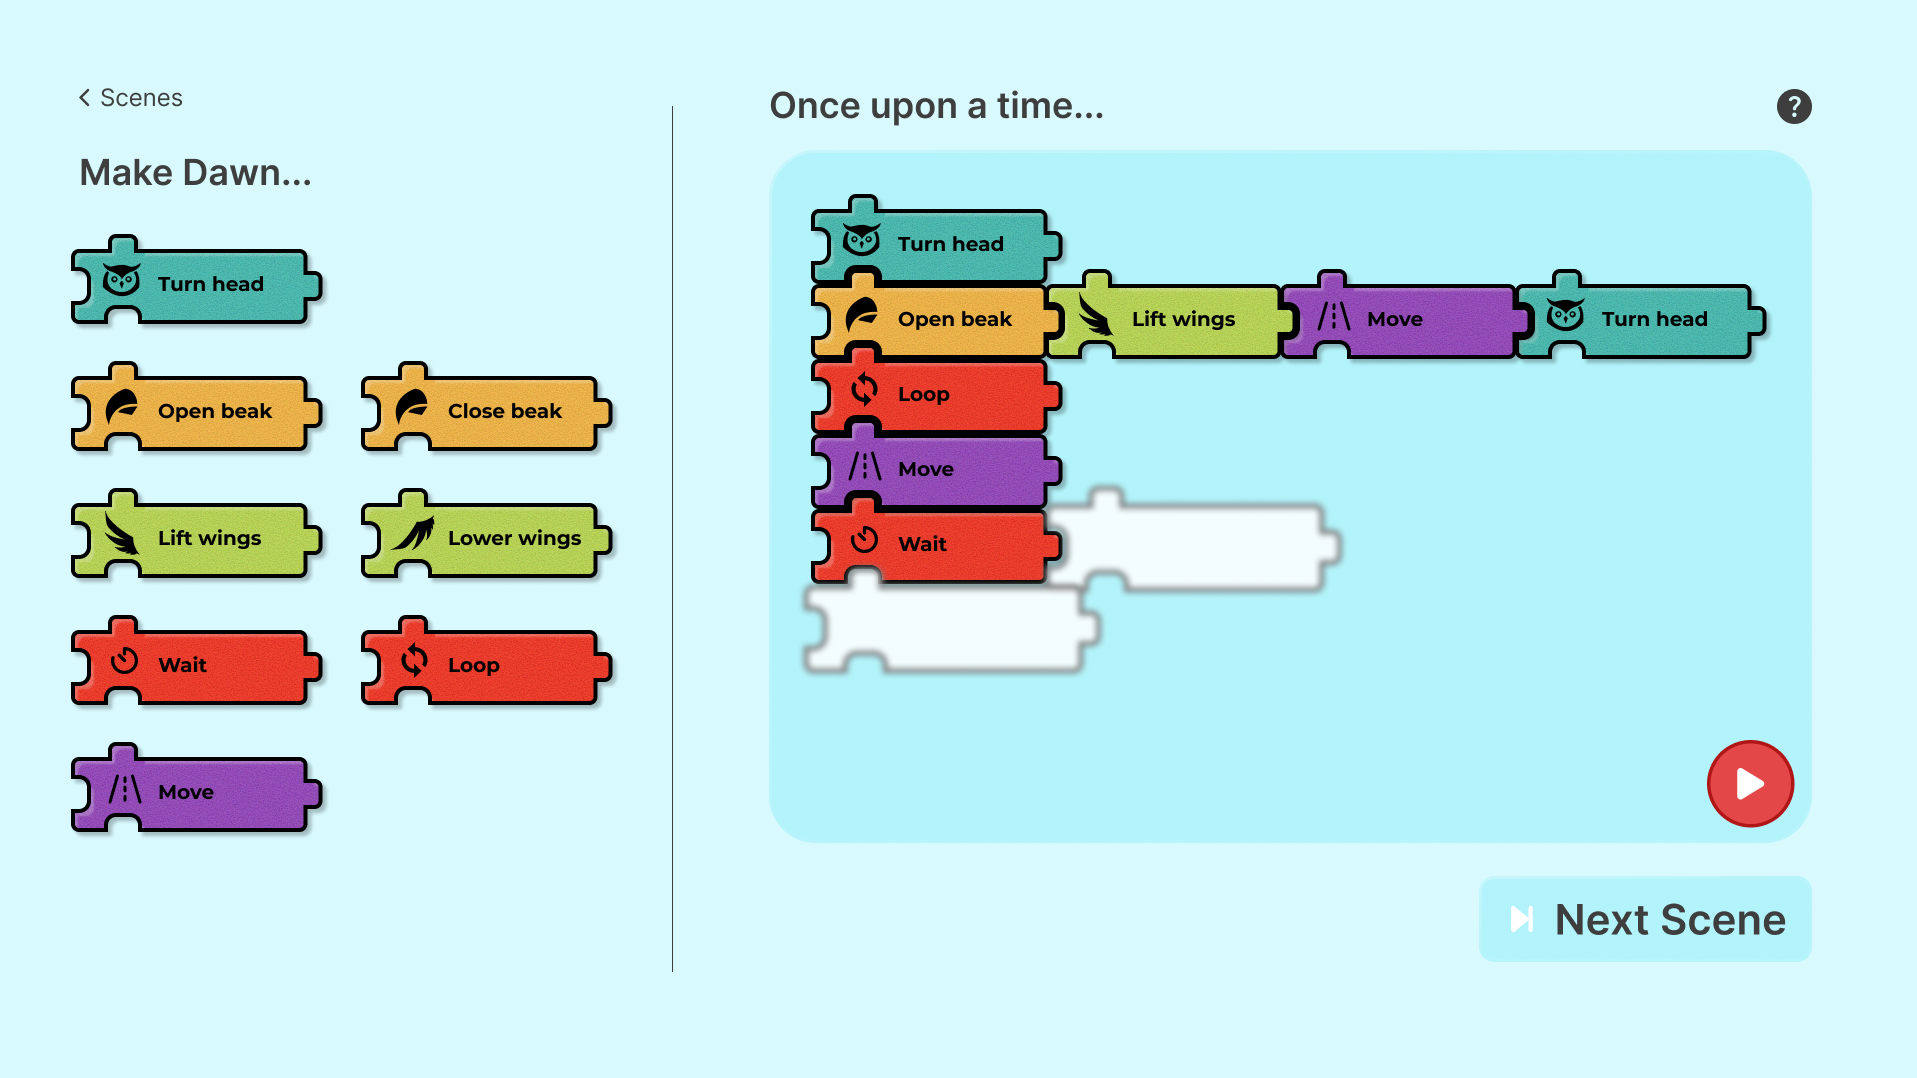 Scenes
Make Dawn...
Turn head
Open beak
Close beak
Lift wings
Lower wings
Wait
Loop
Move
Once upon a time...
?
Turn head
Open beak
Lift wings
Move
Turn head
Loop
Move
Wait
Next Scene